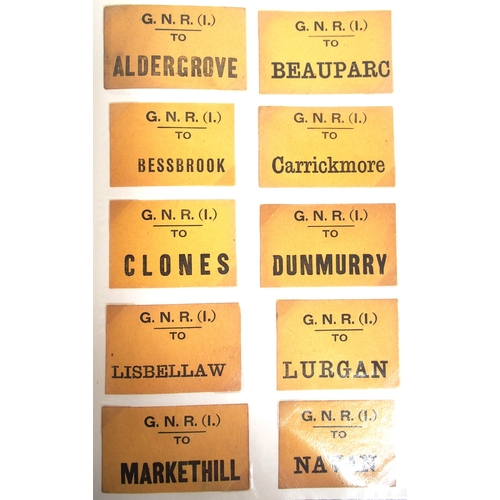 G. N. R. (I.)
TO
ALDERGROVE
G. N. R. (I.)
TO
BEAUPARC
G. N. R. (I.)
TO
BESSBROOK
G. N. R. (I.)
TO
Carrickmore
G. N. R. (I.)
TO
CLONES
G. N. R. (I.)
TO
DUNMURRY
G. N. R. (I.)
TO
LISBELLAW
G. N. R. (I.)
TO
LURGAN
G. N. R. (I.)
TO
MARKETHILL
G. N. R. (I.)
TO
NAVAN